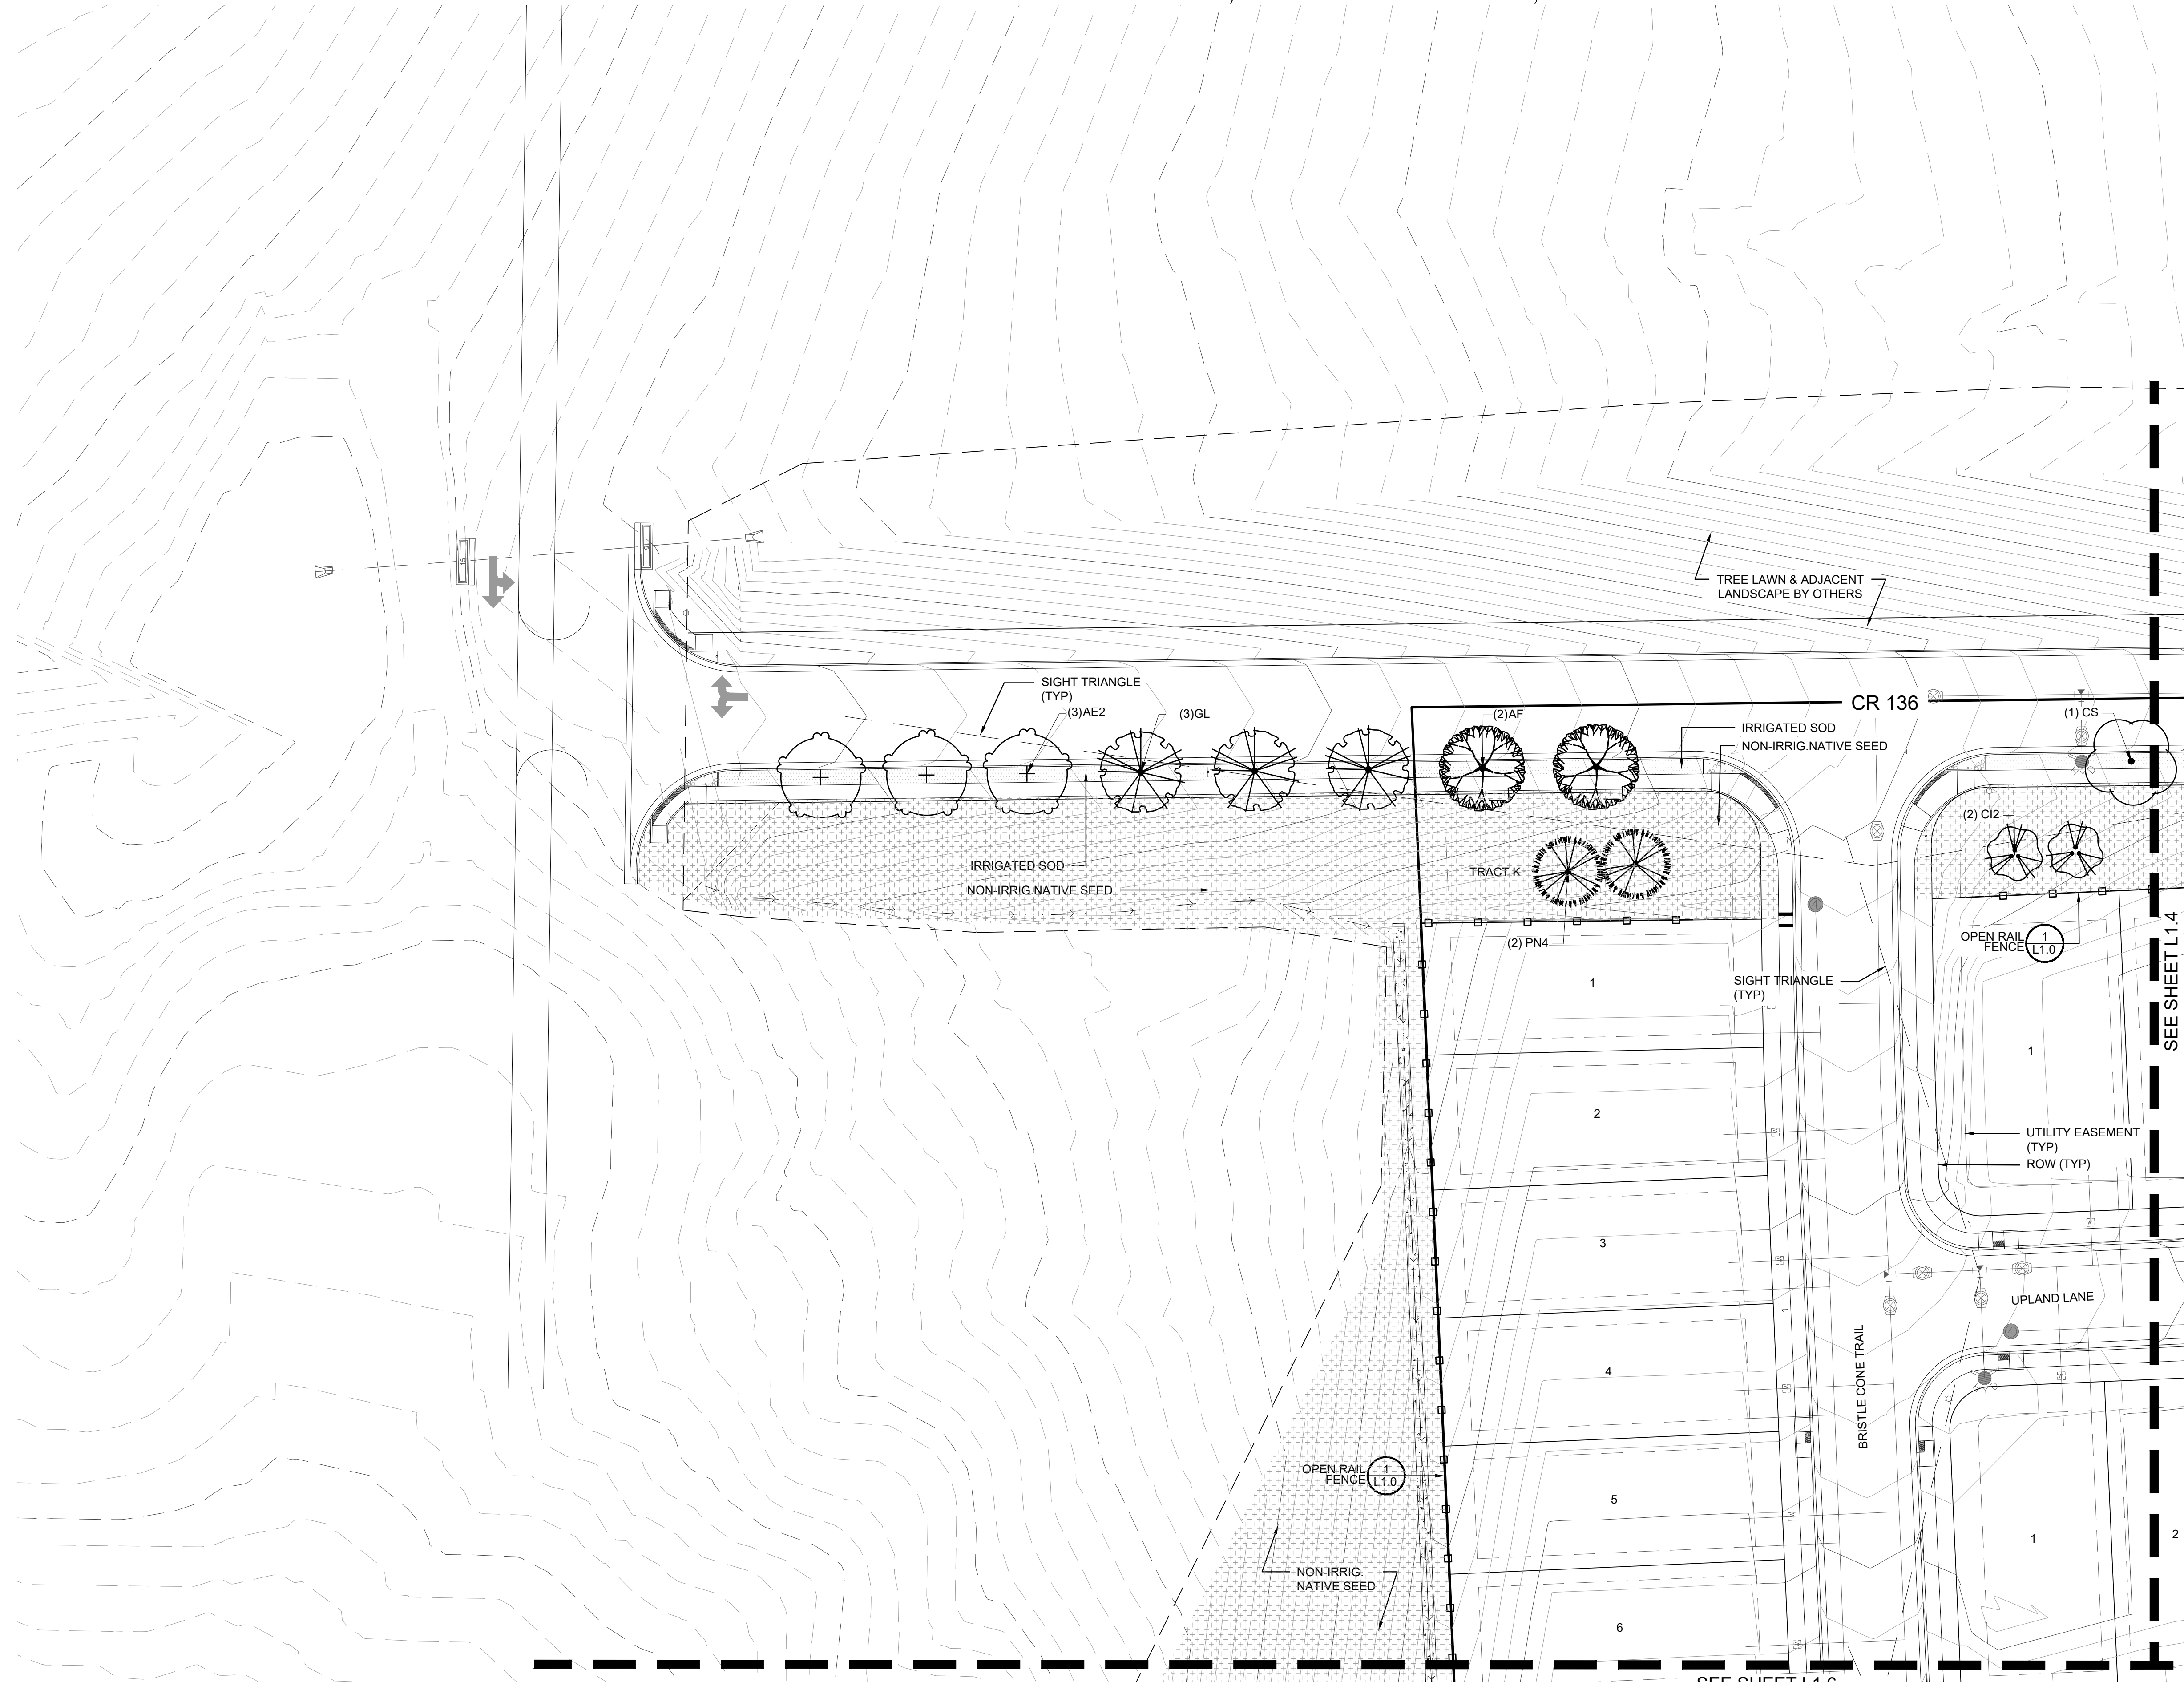 TREE LAWN & ADJACENT
LANDSCAPE BY OTHERS
SIGHT TRIANGLE
(TYP)
(3)AE2
(3)GL
(2)AF
CR 136
(1) CS
IRRIGATED SOD
NON-IRRIG.NATIVE SEED
(2) CI2
IRRIGATED SOD
NON-IRRIG.NATIVE SEED
TRACT K
(2) PN4
OPEN RAIL
FENCE
1
L1.0
SEE SHEET L1.4
SIGHT TRIANGLE
(TYP)
1
1
2
UTILITY EASEMENT
(TYP)
ROW (TYP)
3
UPLAND LANE
BRISTLE CONE TRAIL
4
OPEN RAIL
FENCE
1
L1.0
5
1
2
NON-IRRIG.
NATIVE SEED
6
SEE SHEET L1.6